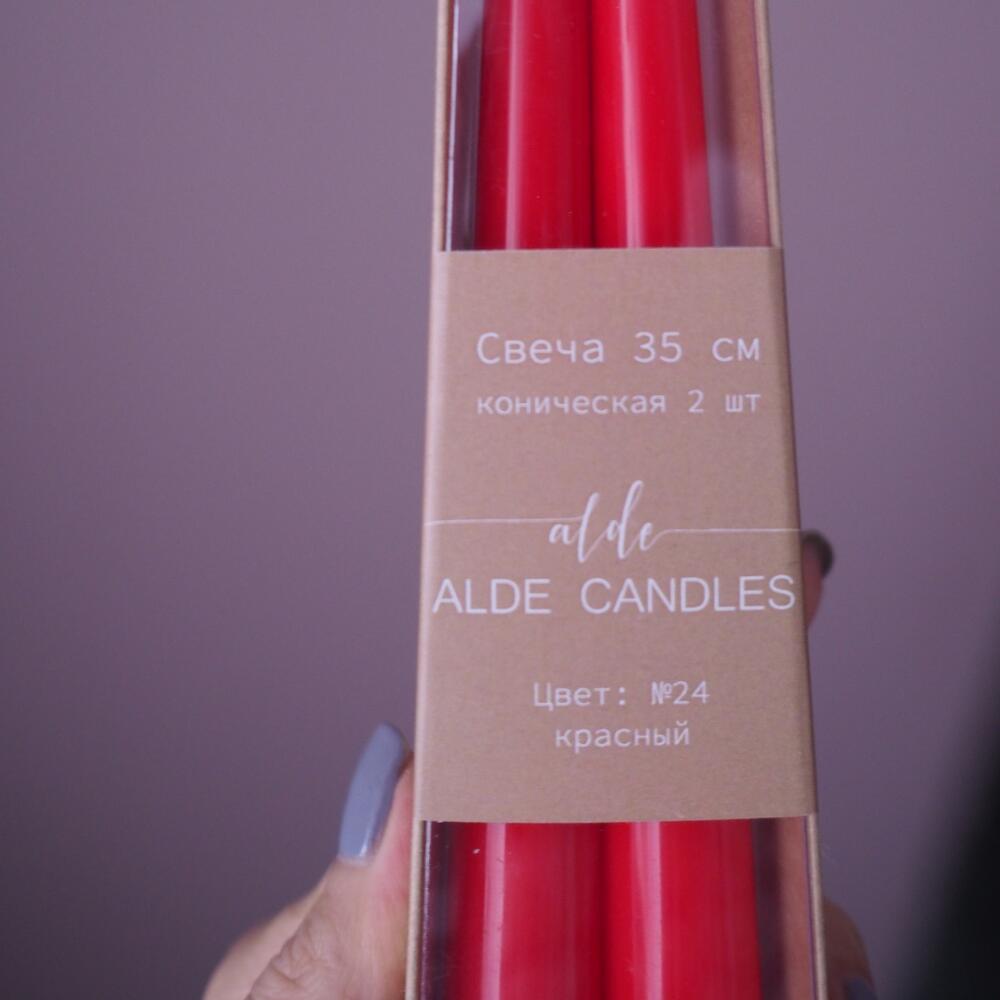 Свеча 35 см
коническая 2 шт
alde
ALDE CANDLES
Цвет: №24
красный